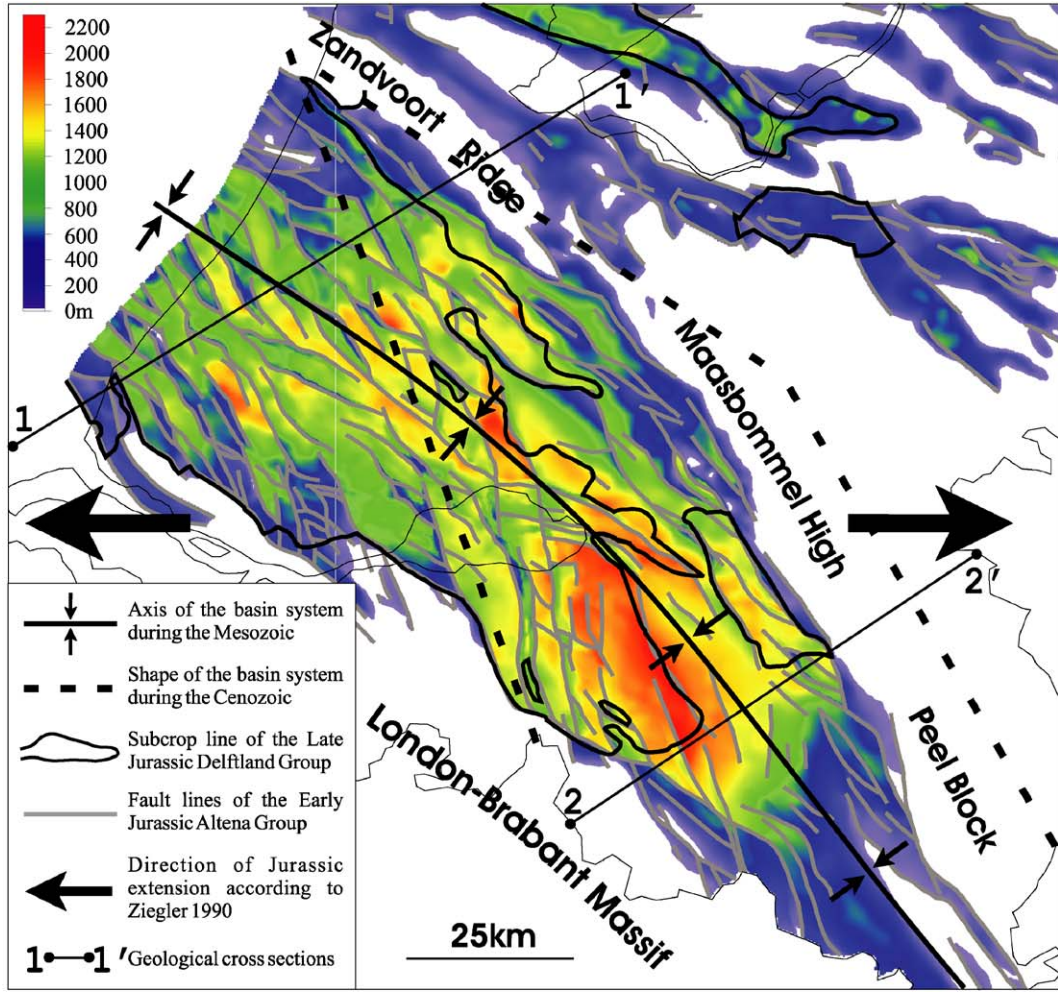 2200
2000
1800
1600
1400
1200
1000
800
600
400
200
0m
Zandvoort
Ridge
1'
1
Maasbommel High
2'
2
Peel Block
London-Brabant Massif
25km
Axis of the basin system
during the Mesozoic
Shape of the basin system
during the Cenozoic
Subcrop line of the Late
Jurassic Delftland Group
Fault lines of the Early
Jurassic Altena Group
Direction of Jurassic
extension according to
Ziegler 1990
1 1' Geological cross sections